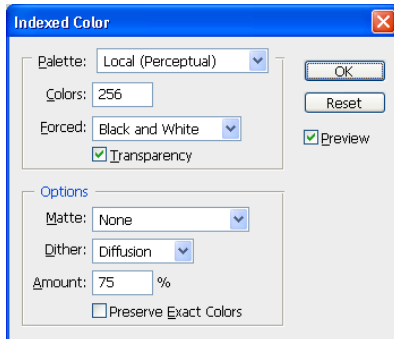 Indexed Color
Palette: Local (Perceptual)
Colors: 256
Forced: Black and White
Transparency
OK
Reset
Preview
Options
Matte: None
Dither: Diffusion
Amount: 75 %
Preserve Exact Colors